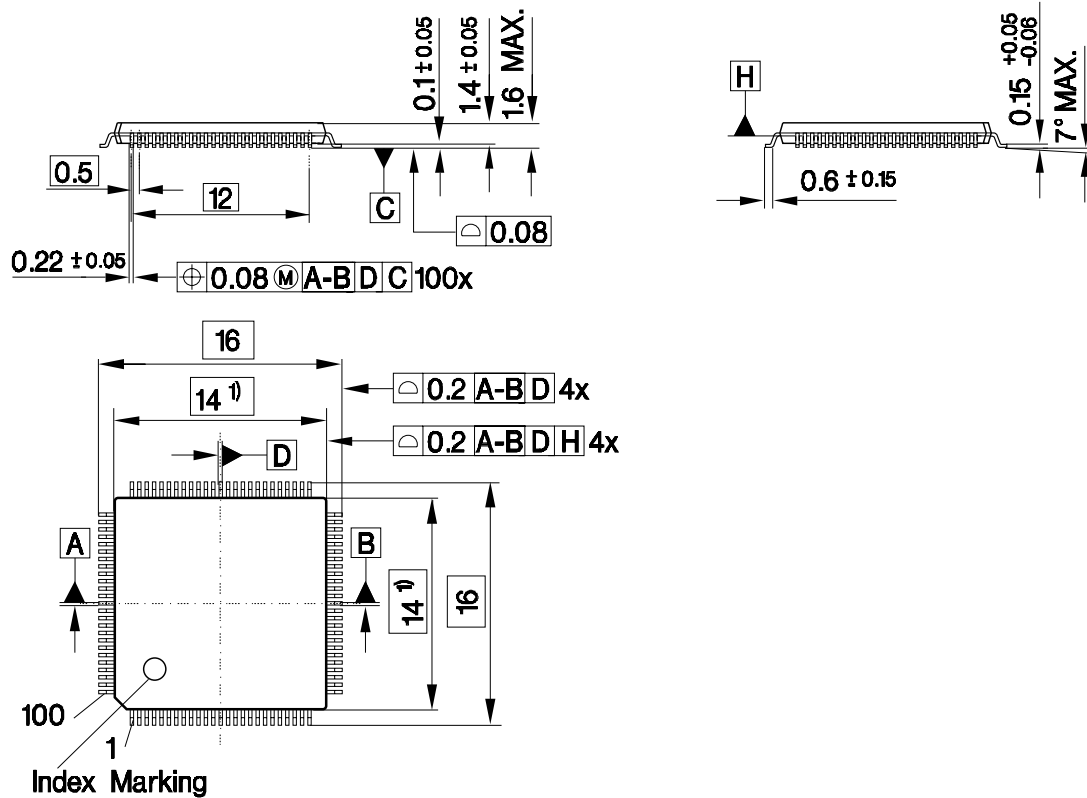 0.1 ± 0.05
1.4 ± 0.05
1.6 MAX.
H
0.15 +0.05 -0.06
7° MAX.
0.5
12
C
0.08
0.6 ± 0.15
0.22 ± 0.05
0.08 Ⓜ A-B D C 100x
16
14 1)
0.2 A-B D 4x
0.2 A-B D H 4x
D
A
B
14 1)
16
100
1
Index Marking